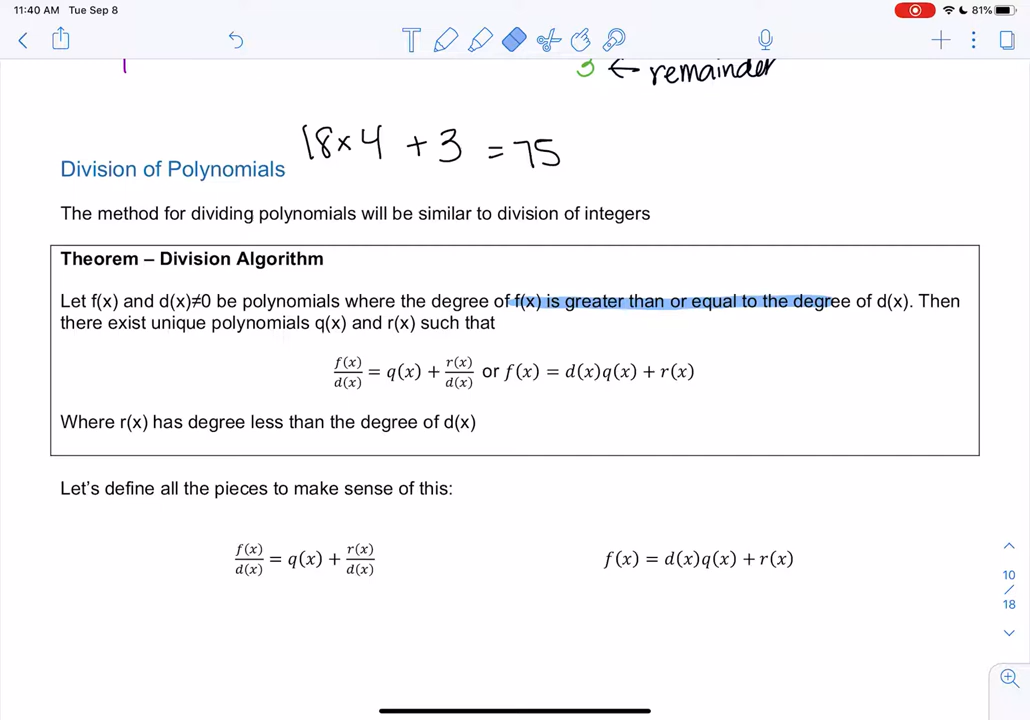 11:40 AM Tue Sep 8
81%
← remainder
18×4 + 3 = 75
Division of Polynomials
The method for dividing polynomials will be similar to division of integers
Theorem – Division Algorithm
Let f(x) and d(x)≠0 be polynomials where the degree of f(x) is greater than or equal to the degree of d(x). Then
there exist unique polynomials q(x) and r(x) such that
f(x)/d(x) = q(x) + r(x)/d(x) or f(x) = d(x)q(x) + r(x)
Where r(x) has degree less than the degree of d(x)
Let's define all the pieces to make sense of this:
f(x)/d(x) = q(x) + r(x)/d(x)
f(x) = d(x)q(x) + r(x)
10
/
18